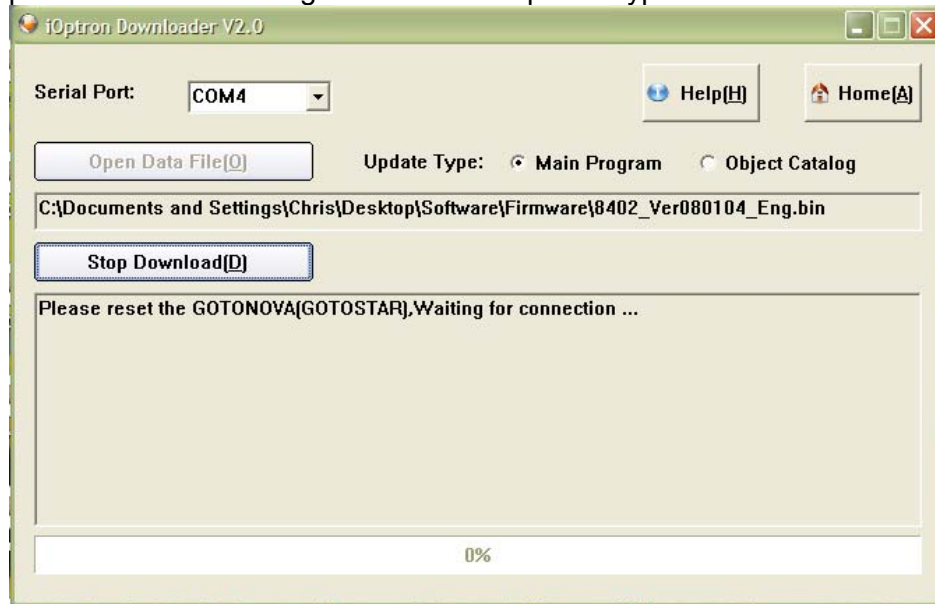 iOptron Downloader V2.0
Serial Port: COM4 Help(H) Home(A)
Open Data File(O) Update Type: Main Program Object Catalog
C:\Documents and Settings\Chris\Desktop\Software\Firmware\8402_Ver080104_Eng.bin
Stop Download(D)
Please reset the GOTONOVA(GOTOSTAR),Waiting for connection ...
0%